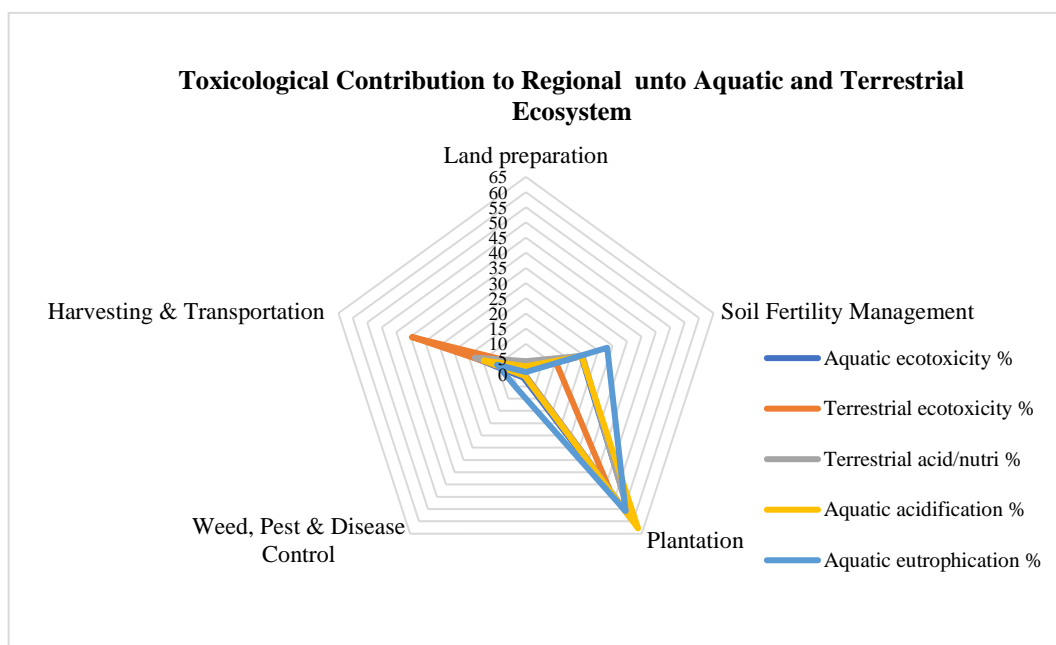 Toxicological Contribution to Regional unto Aquatic and Terrestrial
Ecosystem
Land preparation
65
60
55
50
45
40
35
30
25
20
15
10
5
0
Harvesting & Transportation
Soil Fertility Management
Weed, Pest & Disease
Control
Plantation
Aquatic ecotoxicity %
Terrestrial ecotoxicity %
Terrestrial acid/nutri %
Aquatic acidification %
Aquatic eutrophication %